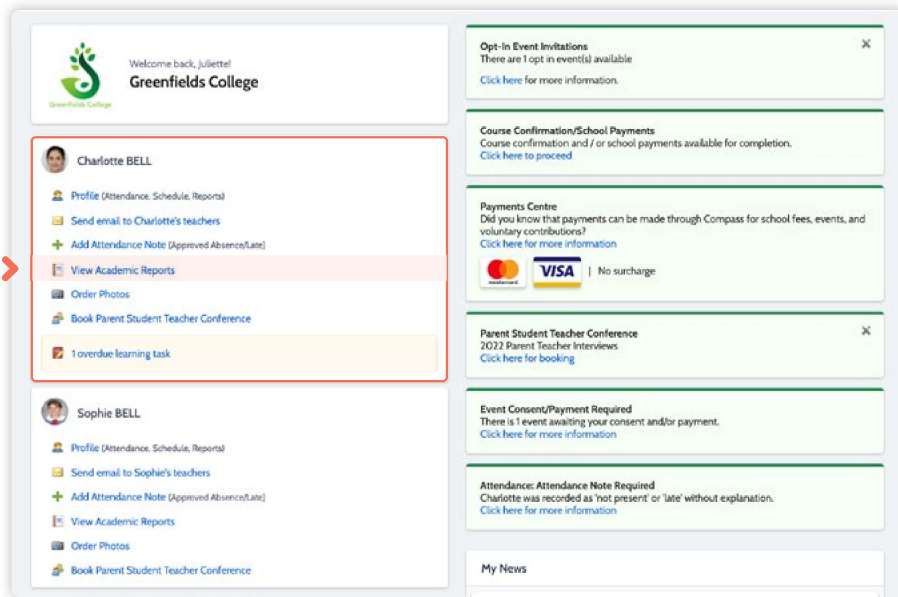 Welcome back, Juliette!
Greenfields College
Greenfields College
Charlotte BELL
Profile (Attendance, Schedule, Reports)
Send email to Charlotte's teachers
Add Attendance Note (Approved Absence/Late)
View Academic Reports
Order Photos
Book Parent Student Teacher Conference
1 overdue learning task
Sophie BELL
Profile (Attendance, Schedule, Reports)
Send email to Sophie's teachers
Add Attendance Note (Approved Absence/Late)
View Academic Reports
Order Photos
Book Parent Student Teacher Conference
Opt-In Event Invitations
There are 1 opt in event(s) available
Click here for more information.
Course Confirmation/School Payments
Course confirmation and / or school payments available for completion.
Click here to proceed
Payments Centre
Did you know that payments can be made through Compass for school fees, events, and
voluntary contributions?
Click here for more information
mastercard VISA | No surcharge
Parent Student Teacher Conference
2022 Parent Teacher Interviews
Click here for booking
Event Consent/Payment Required
There is 1 event awaiting your consent and/or payment.
Click here for more information
Attendance: Attendance Note Required
Charlotte was recorded as 'not present' or 'late' without explanation.
Click here for more information
My News